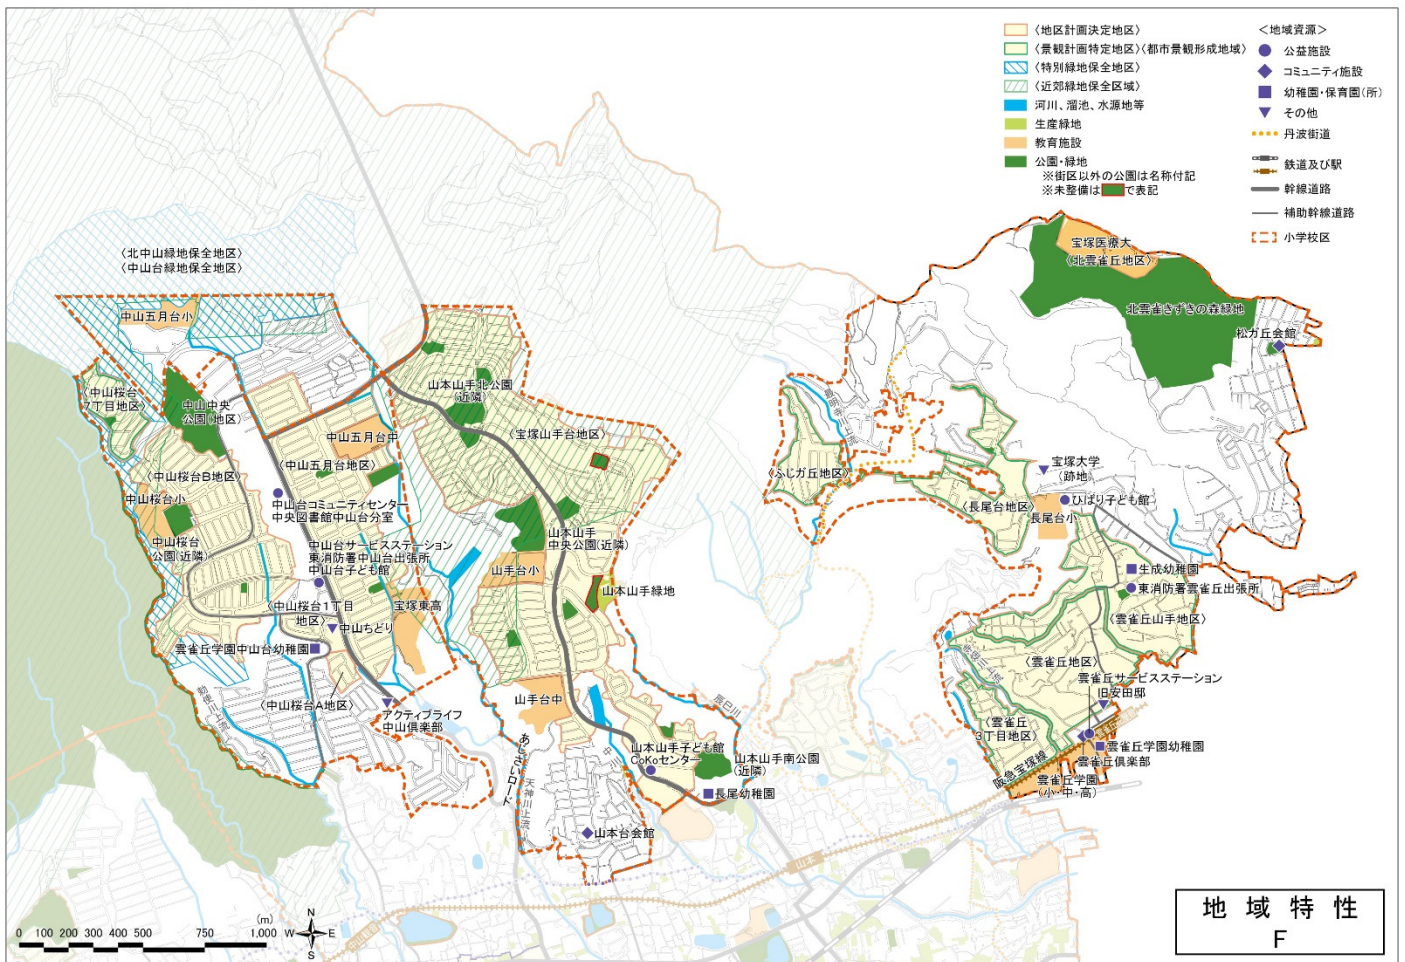 〈地区計画決定地区〉
〈景観計画特定地区〉〈都市景観形成地域〉
〈特別緑地保全地区〉
〈近郊緑地保全区域〉
河川、溜池、水源地等
生産緑地
教育施設
公園・緑地
※街区以外の公園は名称付記
※未整備は で表記
＜地域資源＞
公益施設
コミュニティ施設
幼稚園・保育園(所)
その他
丹波街道
鉄道及び駅
幹線道路
補助幹線道路
小学校区
〈北中山緑地保全地区〉
〈中山台緑地保全地区〉
中山五月台小
〈中山桜台
7丁目地区〉
中山中央
公園(地区)
山本山手北公園
(近隣)
中山五月台中
〈宝塚山手台地区〉
〈中山五月台地区〉
〈中山桜台B地区〉
中山桜台小
中山台コミュニティセンター
中央図書館中山台分室
中山桜台
公園(近隣)
中山台サービスステーション
東消防署中山台出張所
中山台子ども館
山本山手
中央公園(近隣)
山手台小
山本山手緑地
〈中山桜台1丁目
地区〉
宝塚東高
中山ちどり
雲雀丘学園中山台幼稚園
〈中山桜台A地区〉
アクティブライフ
中山倶楽部
勅使川上流
山手台中
あいあいロード
天神川上流
中川
辰巳川
山本山手子ども館
CoKoセンター
山本山手南公園
(近隣)
長尾幼稚園
山本台会館
宝塚医療大
〈北雲雀丘地区〉
北雲雀きずきの森緑地
松ガ丘会館
〈ふじガ丘地区〉
宝塚大学
(跡地)
〈長尾台地区〉
ひばり子ども館
長尾台小
生成幼稚園
東消防署雲雀丘出張所
〈雲雀丘山手地区〉
〈雲雀丘地区〉
雲雀丘サービスステーション
旧安田邸
〈雲雀丘
3丁目地区〉
雲雀丘学園幼稚園
雲雀丘倶楽部
阪急宝塚線
雲雀丘学園
(小・中・高)
山本
(m)
0 100 200 300 400 500 750 1,000
N
W E
S
地域特性
F